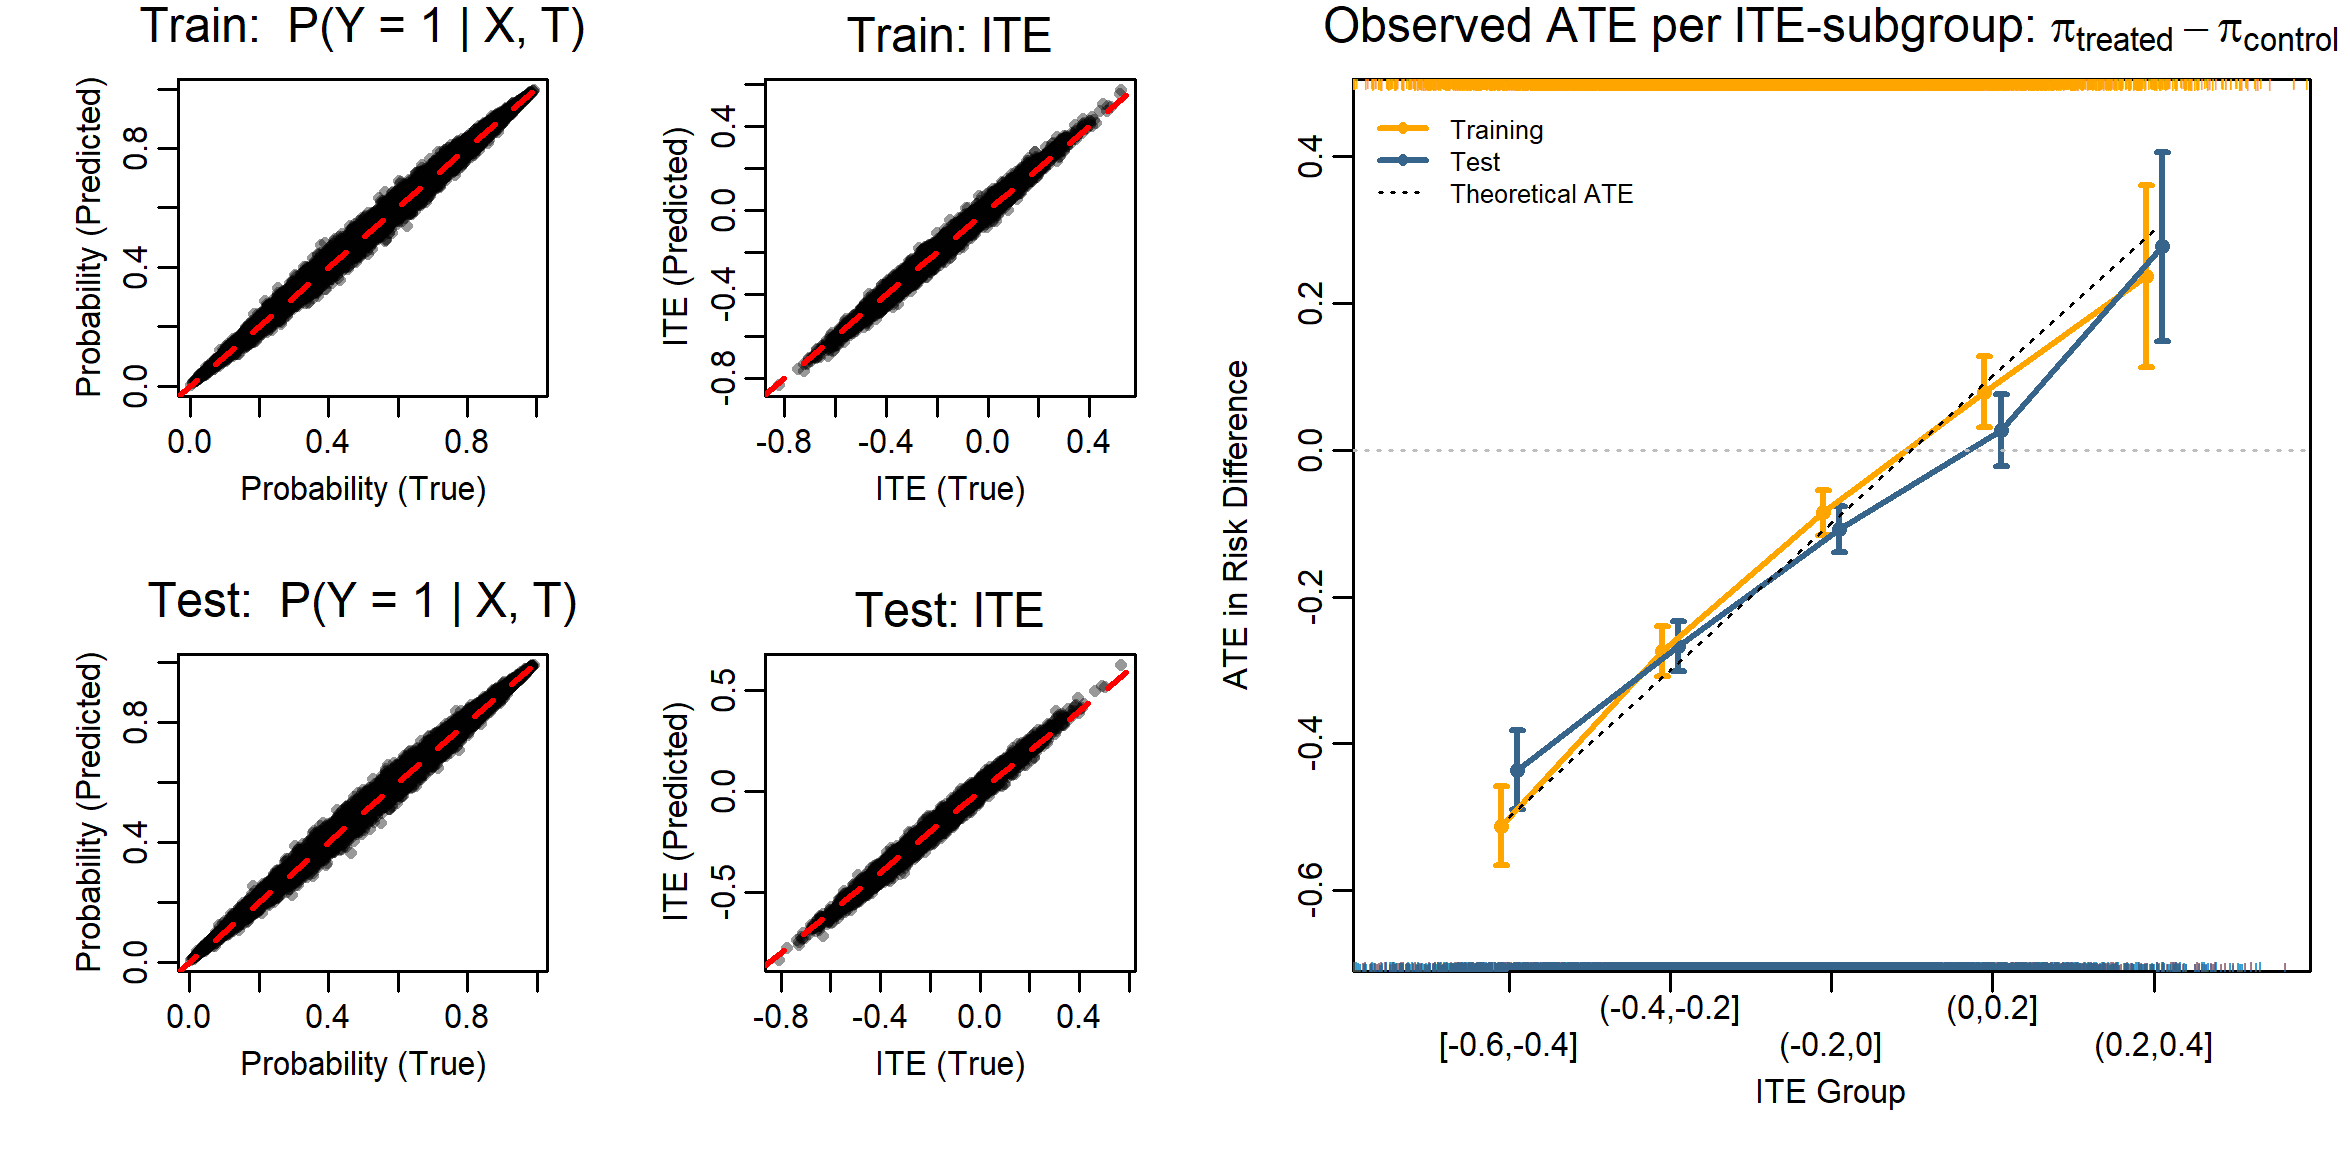 Train:  P(Y = 1 | X, T)
Probability (Predicted)
0.0 0.4 0.8
0.0 0.4 0.8
Probability (True)
Train: ITE
ITE (Predicted)
-0.8 -0.4 0.0 0.4
-0.8 -0.4 0.0 0.4
ITE (True)
Test:  P(Y = 1 | X, T)
Probability (Predicted)
0.0 0.4 0.8
0.0 0.4 0.8
Probability (True)
Test: ITE
ITE (Predicted)
-0.5 0.0 0.5
-0.8 -0.4 0.0 0.4
ITE (True)
Observed ATE per ITE-subgroup: πtreated − πcontrol
Training
Test
Theoretical ATE
ATE in Risk Difference
-0.6 -0.4 -0.2 0.0 0.2 0.4
(-0.4,-0.2] (0,0.2]
[-0.6,-0.4] (-0.2,0] (0.2,0.4]
ITE Group